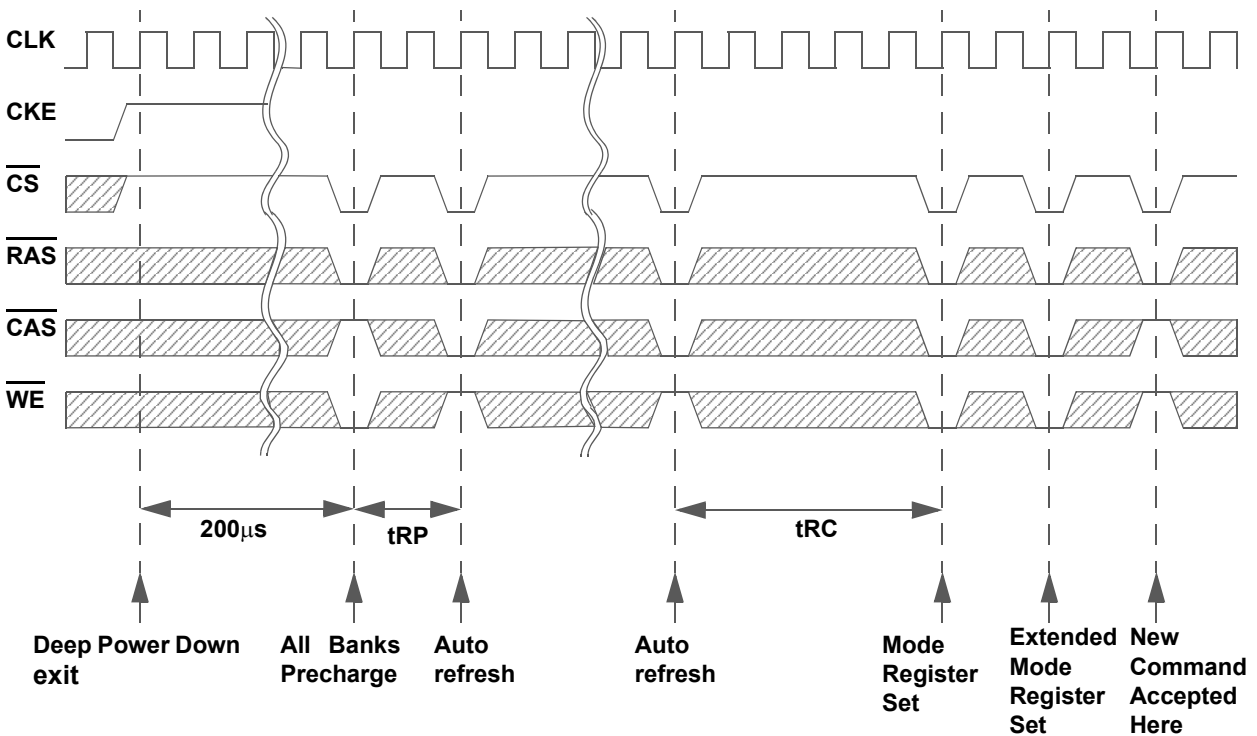 CLK
CKE
CS
RAS
CAS
WE
200μs
tRP
tRC
Deep Power Down
exit
All Banks
Precharge
Auto
refresh
Auto
refresh
Mode
Register
Set
Extended
Mode
Register
Set
New
Command
Accepted
Here